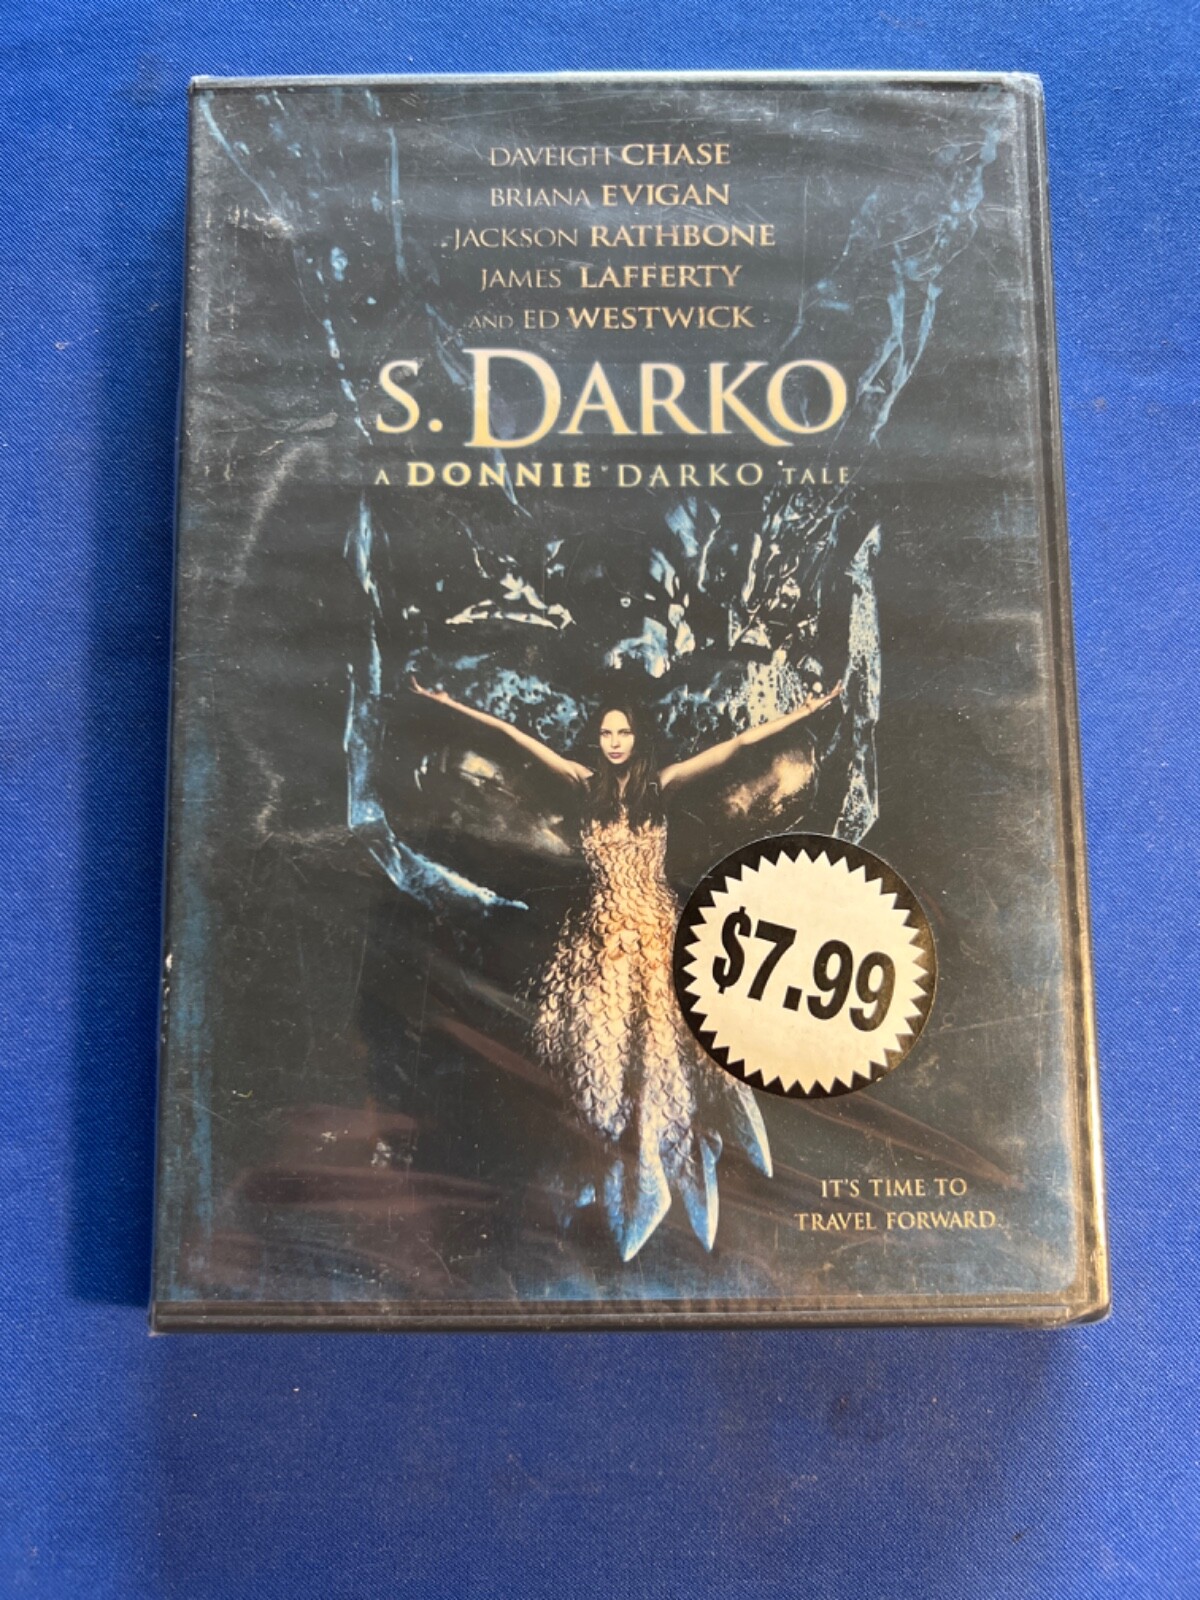 DAVEIGH CHASE
BRIANA EVIGAN
JACKSON RATHBONE
JAMES LAFFERTY
AND ED WESTWICK
S. DARKO
A DONNIE DARKO TALE
$7.99
IT'S TIME TO
TRAVEL FORWARD.